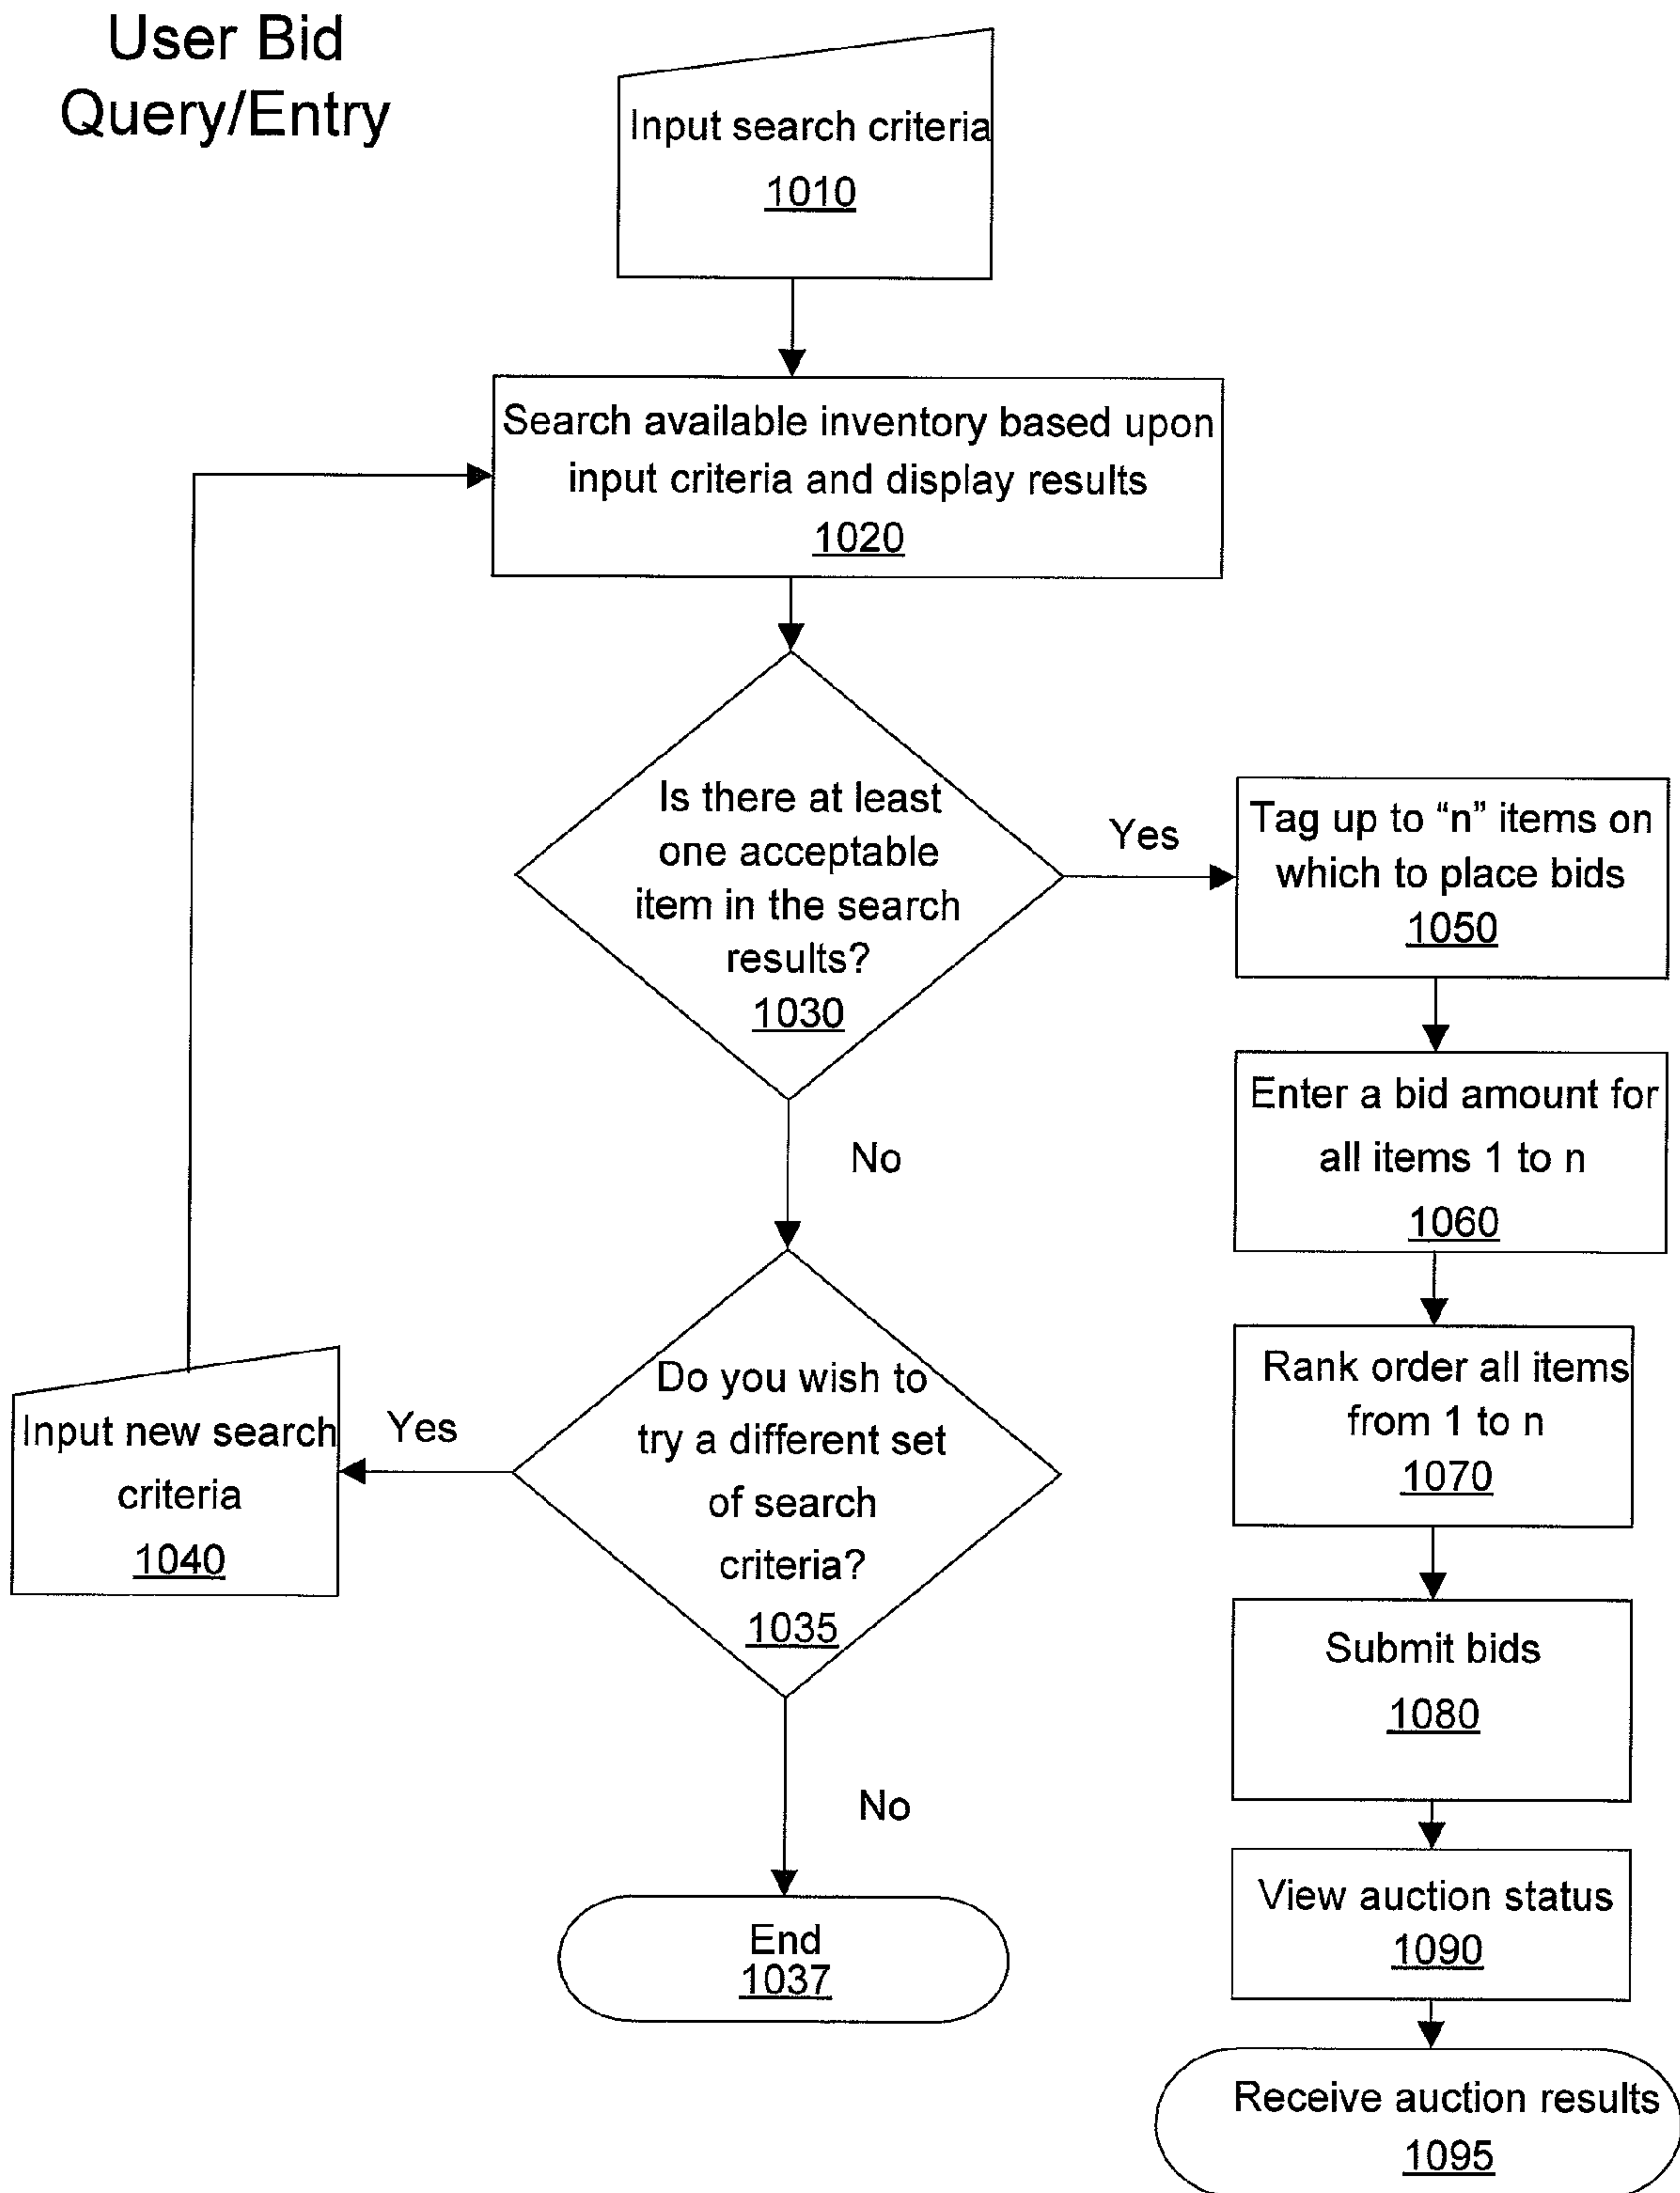 User Bid
Query/Entry
Input search criteria
1010
Search available inventory based upon
input criteria and display results
1020
Is there at least
one acceptable
item in the search
results?
1030
Yes
Tag up to “n” items on
which to place bids
1050
Enter a bid amount for
all items 1 to n
1060
No
Rank order all items
from 1 to n
1070
Do you wish to
try a different set
of search
criteria?
1035
Yes
Input new search
criteria
1040
Submit bids
1080
No
View auction status
1090
End
1037
Receive auction results
1095